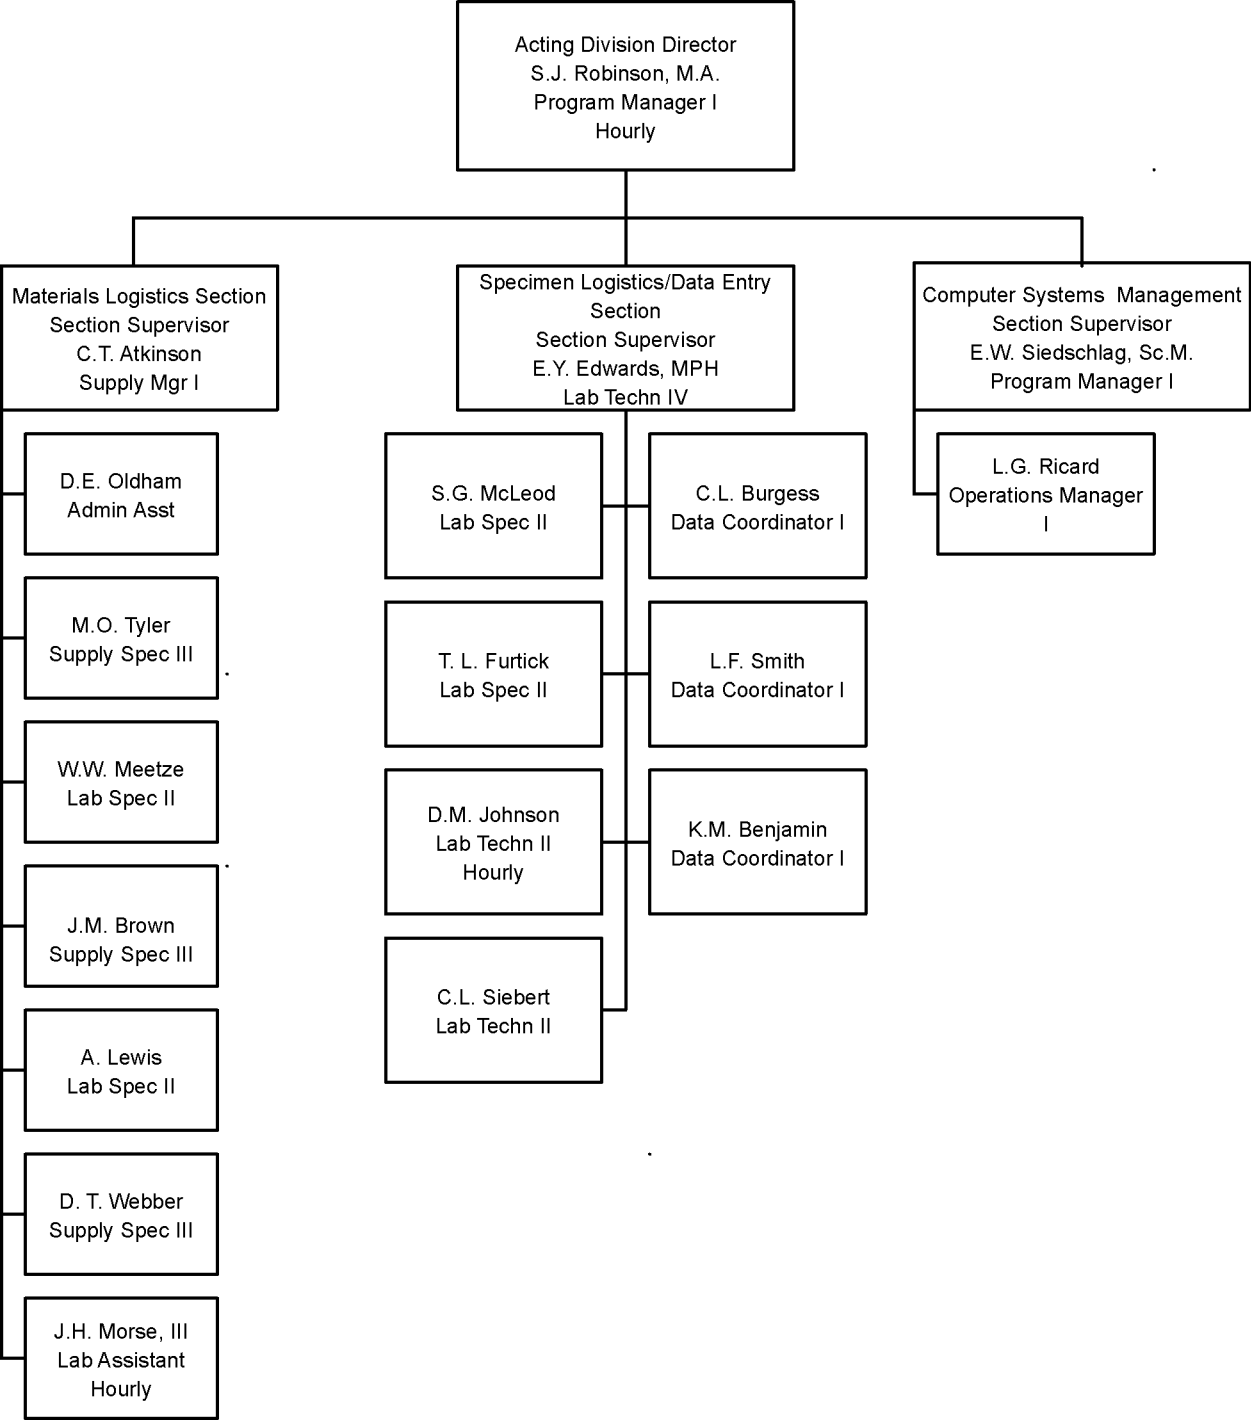 Acting Division Director
S.J. Robinson, M.A.
Program Manager I
Hourly
Materials Logistics Section
Section Supervisor
C.T. Atkinson
Supply Mgr I
Specimen Logistics/Data Entry
Section
Section Supervisor
E.Y. Edwards, MPH
Lab Techn IV
Computer Systems Management
Section Supervisor
E.W. Siedschlag, Sc.M.
Program Manager I
D.E. Oldham
Admin Asst
M.O. Tyler
Supply Spec III
W.W. Meetze
Lab Spec II
J.M. Brown
Supply Spec III
A. Lewis
Lab Spec II
D. T. Webber
Supply Spec III
J.H. Morse, III
Lab Assistant
Hourly
S.G. McLeod
Lab Spec II
C.L. Burgess
Data Coordinator I
T. L. Furtick
Lab Spec II
L.F. Smith
Data Coordinator I
D.M. Johnson
Lab Techn II
Hourly
K.M. Benjamin
Data Coordinator I
C.L. Siebert
Lab Techn II
L.G. Ricard
Operations Manager
I